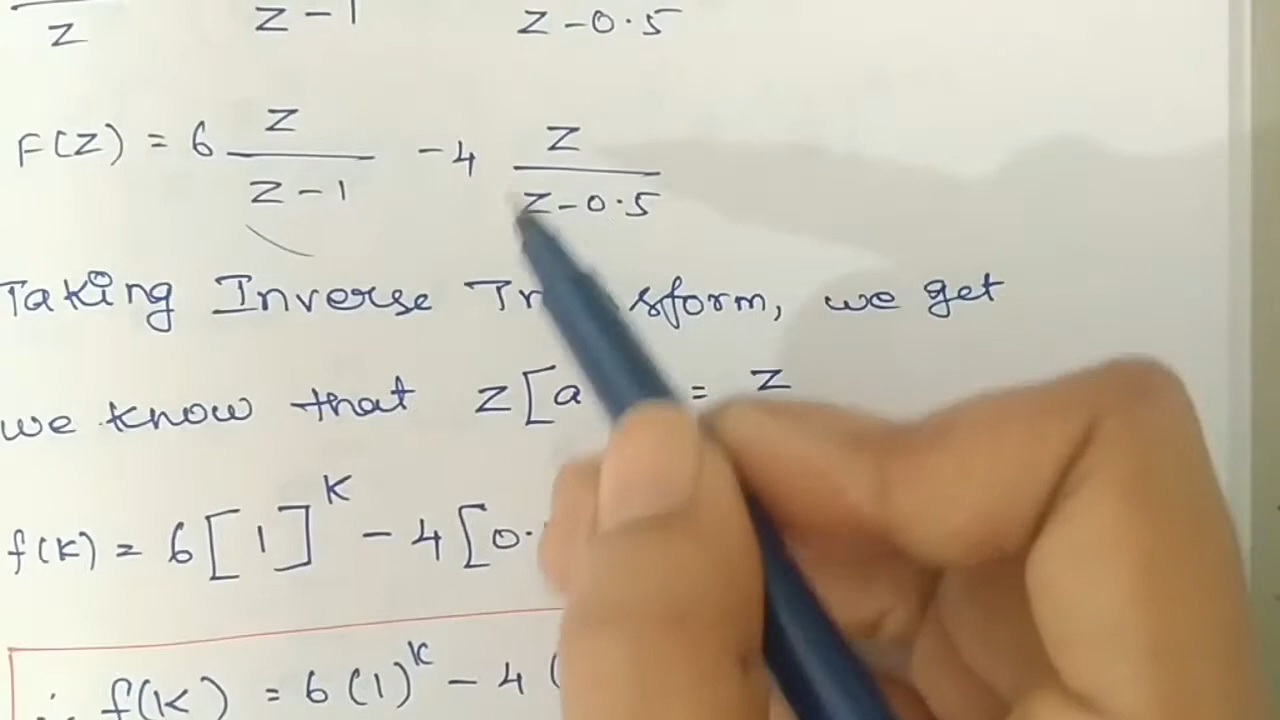 z z-1 z-0.5
F(z) = 6 z/z-1 -4 z/z-0.5
Taking Inverse sform, we get
we know that z[a = z
f(k) = 6[1]^k - 4[0.
∴ f(k) = 6(1)^k - 4(